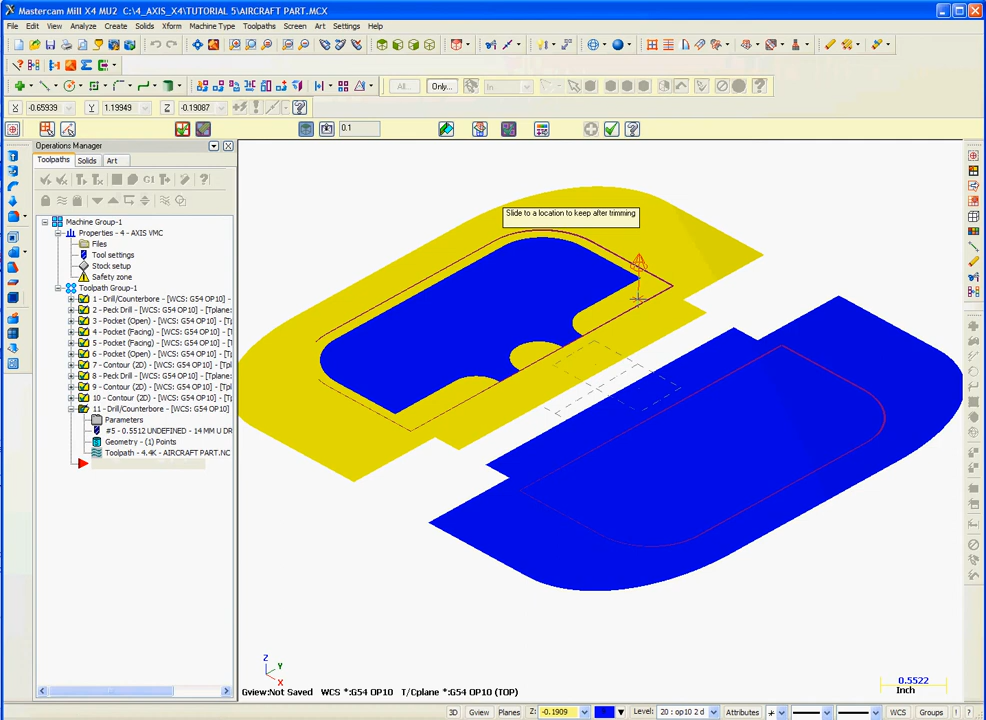 Mastercam Mill X4 MU2 C:\4_AXIS_X4\TUTORIAL 5\AIRCRAFT PART.MCX
File Edit View Analyze Create Solids Xform Machine Type Toolpaths Screen Art Settings Help
All... Only... In
X -0.65939 Y 1.19949 Z -0.19087
0.1
Operations Manager
Toolpaths Solids Art
G1
Machine Group-1
Properties - 4 - AXIS VMC
Files
Tool settings
Stock setup
Safety zone
Toolpath Group-1
1 - Drill/Counterbore - [WCS: G54 OP10] -
2 - Peck Drill - [WCS: G54 OP10] - [Tplane:
3 - Pocket (Open) - [WCS: G54 OP10] - [Tp
4 - Pocket (Facing) - [WCS: G54 OP10] - [T
5 - Pocket (Facing) - [WCS: G54 OP10] - [T
6 - Pocket (Open) - [WCS: G54 OP10] - [Tp
7 - Contour (2D) - [WCS: G54 OP10] - [Tpl
8 - Peck Drill - [WCS: G54 OP10] - [Tplane:
9 - Contour (2D) - [WCS: G54 OP10] - [Tpl
10 - Contour (2D) - [WCS: G54 OP10] - [Tp
11 - Drill/Counterbore - [WCS: G54 OP10]
Parameters
#5 - 0.5512 UNDEFINED - 14 MM U DR
Geometry - (1) Points
Toolpath - 4.4K - AIRCRAFT PART.NC
Slide to a location to keep after trimming
Z
Y
X
Gview:Not Saved WCS *:G54 OP10 T/Cplane *:G54 OP10 (TOP)
0.5522
Inch
3D Gview Planes Z: -0.1909 Level: 20 : op10 2 d Attributes * WCS Groups ! ?